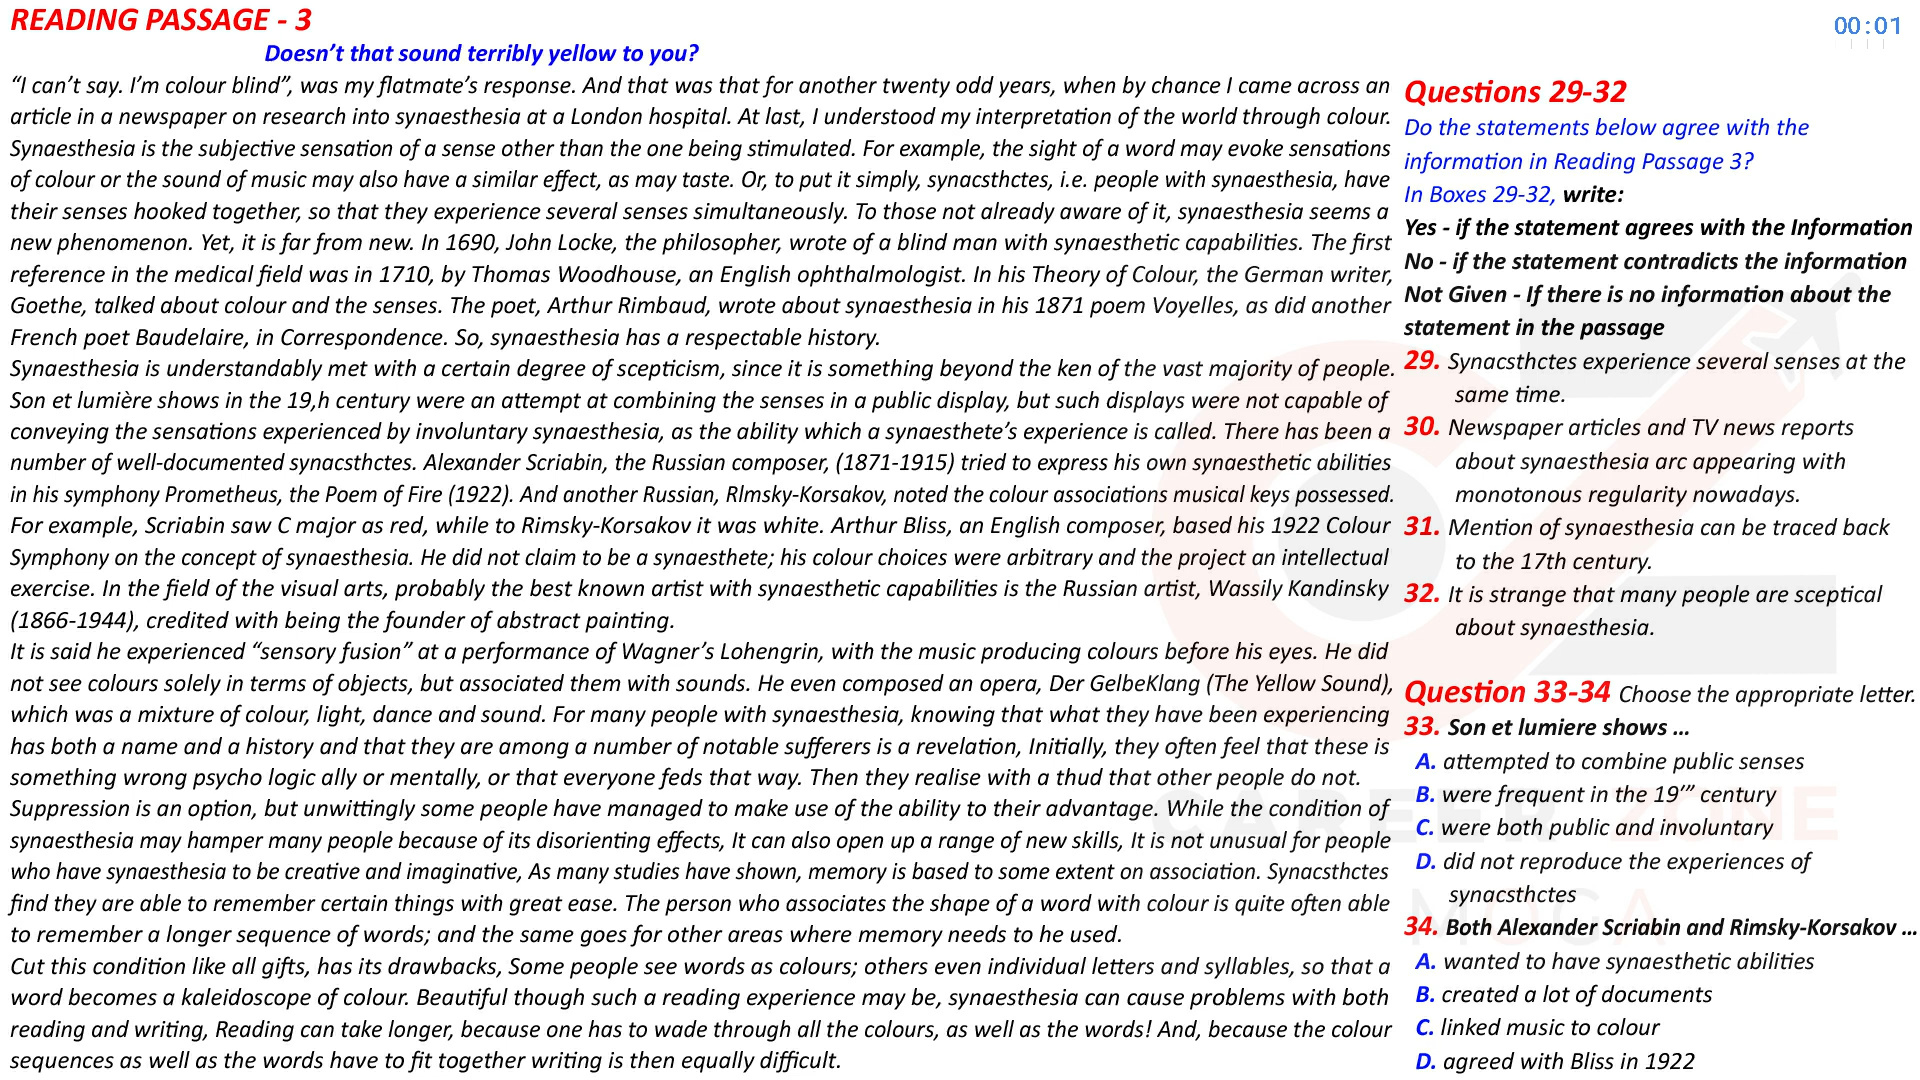 READING PASSAGE - 3
Doesn't that sound terribly yellow to you?
"I can't say. I'm colour blind", was my flatmate's response. And that was that for another twenty odd years, when by chance I came across an
article in a newspaper on research into synaesthesia at a London hospital. At last, I understood my interpretation of the world through colour.
Synaesthesia is the subjective sensation of a sense other than the one being stimulated. For example, the sight of a word may evoke sensations
of colour or the sound of music may also have a similar effect, as may taste. Or, to put it simply, synacsthctes, i.e. people with synaesthesia, have
their senses hooked together, so that they experience several senses simultaneously. To those not already aware of it, synaesthesia seems a
new phenomenon. Yet, it is far from new. In 1690, John Locke, the philosopher, wrote of a blind man with synaesthetic capabilities. The first
reference in the medical field was in 1710, by Thomas Woodhouse, an English ophthalmologist. In his Theory of Colour, the German writer,
Goethe, talked about colour and the senses. The poet, Arthur Rimbaud, wrote about synaesthesia in his 1871 poem Voyelles, as did another
French poet Baudelaire, in Correspondence. So, synaesthesia has a respectable history.
Synaesthesia is understandably met with a certain degree of scepticism, since it is something beyond the ken of the vast majority of people.
Son et lumière shows in the 19,h century were an attempt at combining the senses in a public display, but such displays were not capable of
conveying the sensations experienced by involuntary synaesthesia, as the ability which a synaesthete's experience is called. There has been a
number of well-documented synacsthctes. Alexander Scriabin, the Russian composer, (1871-1915) tried to express his own synaesthetic abilities
in his symphony Prometheus, the Poem of Fire (1922). And another Russian, Rlmsky-Korsakov, noted the colour associations musical keys possessed.
For example, Scriabin saw C major as red, while to Rimsky-Korsakov it was white. Arthur Bliss, an English composer, based his 1922 Colour
Symphony on the concept of synaesthesia. He did not claim to be a synaesthete; his colour choices were arbitrary and the project an intellectual
exercise. In the field of the visual arts, probably the best known artist with synaesthetic capabilities is the Russian artist, Wassily Kandinsky
(1866-1944), credited with being the founder of abstract painting.
It is said he experienced "sensory fusion" at a performance of Wagner's Lohengrin, with the music producing colours before his eyes. He did
not see colours solely in terms of objects, but associated them with sounds. He even composed an opera, Der GelbeKlang (The Yellow Sound),
which was a mixture of colour, light, dance and sound. For many people with synaesthesia, knowing that what they have been experiencing
has both a name and a history and that they are among a number of notable sufferers is a revelation, Initially, they often feel that these is
something wrong psycho logic ally or mentally, or that everyone feds that way. Then they realise with a thud that other people do not.
Suppression is an option, but unwittingly some people have managed to make use of the ability to their advantage. While the condition of
synaesthesia may hamper many people because of its disorienting effects, It can also open up a range of new skills, It is not unusual for people
who have synaesthesia to be creative and imaginative, As many studies have shown, memory is based to some extent on association. Synacsthctes
find they are able to remember certain things with great ease. The person who associates the shape of a word with colour is quite often able
to remember a longer sequence of words; and the same goes for other areas where memory needs to he used.
Cut this condition like all gifts, has its drawbacks, Some people see words as colours; others even individual letters and syllables, so that a
word becomes a kaleidoscope of colour. Beautiful though such a reading experience may be, synaesthesia can cause problems with both
reading and writing, Reading can take longer, because one has to wade through all the colours, as well as the words! And, because the colour
sequences as well as the words have to fit together writing is then equally difficult.
00:01
Questions 29-32
Do the statements below agree with the
information in Reading Passage 3?
In Boxes 29-32, write:
Yes - if the statement agrees with the Information
No - if the statement contradicts the information
Not Given - If there is no information about the
statement in the passage
29. Synacsthctes experience several senses at the
same time.
30. Newspaper articles and TV news reports
about synaesthesia arc appearing with
monotonous regularity nowadays.
31. Mention of synaesthesia can be traced back
to the 17th century.
32. It is strange that many people are sceptical
about synaesthesia.
Question 33-34 Choose the appropriate letter.
33. Son et lumiere shows ...
A. attempted to combine public senses
B. were frequent in the 19'" century
C. were both public and involuntary
D. did not reproduce the experiences of
synacsthctes
34. Both Alexander Scriabin and Rimsky-Korsakov ...
A. wanted to have synaesthetic abilities
B. created a lot of documents
C. linked music to colour
D. agreed with Bliss in 1922
CAREER ZONE
MOGA